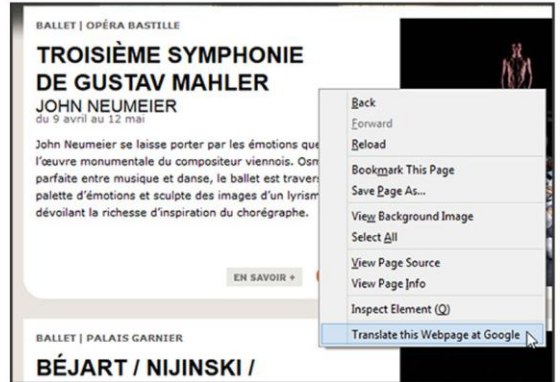 BALLET | OPÉRA BASTILLE
TROISIÈME SYMPHONIE
DE GUSTAV MAHLER
JOHN NEUMEIER
du 9 avril au 12 mai
John Neumeier se laisse porter par les émotions que
l'œuvre monumentale du compositeur viennois.
parfaite entre musique et danse, le ballet est
palette d'émotions et sculpte des images d'un
dévoilant la richesse d'inspiration du chorégraphe.
EN SAVOIR +
BALLET | PALAIS GARNIER
BÉJART / NIJINSKI /
Back
Forward
Reload
Bookmark This Page
Save Page As...
View Background Image
Select All
View Page Source
View Page Info
Inspect Element (Q)
Translate this Webpage at Google